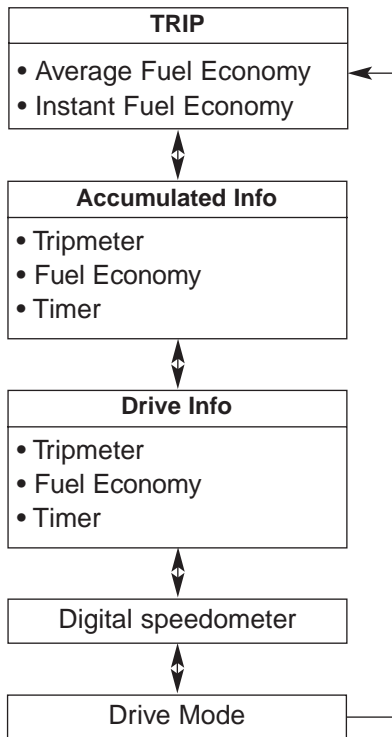 TRIP
• Average Fuel Economy
• Instant Fuel Economy
Accumulated Info
• Tripmeter
• Fuel Economy
• Timer
Drive Info
• Tripmeter
• Fuel Economy
• Timer
Digital speedometer
Drive Mode